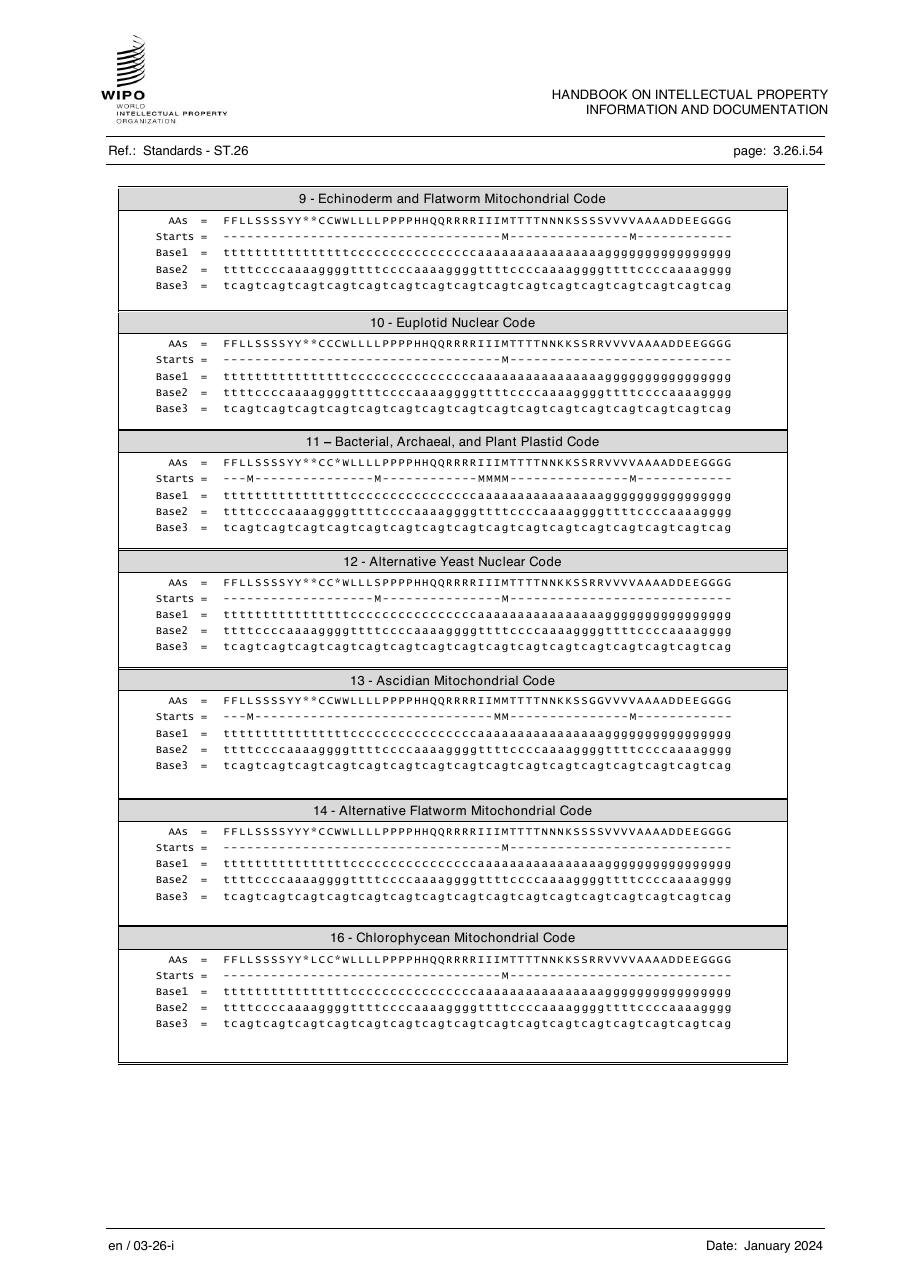 WIPO
WORLD
INTELLECTUAL PROPERTY
ORGANIZATION
HANDBOOK ON INTELLECTUAL PROPERTY
INFORMATION AND DOCUMENTATION
Ref.: Standards - ST.26 page: 3.26.i.54
9 - Echinoderm and Flatworm Mitochondrial Code
AAs = FFLLSSSSYY**CCWWLLLLPPPPHHQQRRRRIIIMTTTTNNNKSSSSVVVVAAAADDEEGGGG
Starts = -----------------------------------M---------------M------------
Base1 = ttttttttttttttttccccccccccccccccaaaaaaaaaaaaaaaagggggggggggggggg
Base2 = ttttccccaaaaggggttttccccaaaaggggttttccccaaaaggggttttccccaaaagggg
Base3 = tcagtcagtcagtcagtcagtcagtcagtcagtcagtcagtcagtcagtcagtcagtcagtcag
10 - Euplotid Nuclear Code
AAs = FFLLSSSSYY**CCCWLLLLPPPPHHQQRRRRIIIMTTTTNNKKSSRRVVVVAAAADDEEGGGG
Starts = -----------------------------------M----------------------------
Base1 = ttttttttttttttttccccccccccccccccaaaaaaaaaaaaaaaagggggggggggggggg
Base2 = ttttccccaaaaggggttttccccaaaaggggttttccccaaaaggggttttccccaaaagggg
Base3 = tcagtcagtcagtcagtcagtcagtcagtcagtcagtcagtcagtcagtcagtcagtcagtcag
11 – Bacterial, Archaeal, and Plant Plastid Code
AAs = FFLLSSSSYY**CC*WLLLLPPPPHHQQRRRRIIIMTTTTNNKKSSRRVVVVAAAADDEEGGGG
Starts = ---M---------------M------------MMMM---------------M------------
Base1 = ttttttttttttttttccccccccccccccccaaaaaaaaaaaaaaaagggggggggggggggg
Base2 = ttttccccaaaaggggttttccccaaaaggggttttccccaaaaggggttttccccaaaagggg
Base3 = tcagtcagtcagtcagtcagtcagtcagtcagtcagtcagtcagtcagtcagtcagtcagtcag
12 - Alternative Yeast Nuclear Code
AAs = FFLLSSSSYY**CC*WLLLSPPPPHHQQRRRRIIIMTTTTNNKKSSRRVVVVAAAADDEEGGGG
Starts = -------------------M---------------M----------------------------
Base1 = ttttttttttttttttccccccccccccccccaaaaaaaaaaaaaaaagggggggggggggggg
Base2 = ttttccccaaaaggggttttccccaaaaggggttttccccaaaaggggttttccccaaaagggg
Base3 = tcagtcagtcagtcagtcagtcagtcagtcagtcagtcagtcagtcagtcagtcagtcagtcag
13 - Ascidian Mitochondrial Code
AAs = FFLLSSSSYY**CCWWLLLLPPPPHHQQRRRRIIMMTTTTNNKKSSGGVVVVAAAADDEEGGGG
Starts = ---M------------------------------MM---------------M------------
Base1 = ttttttttttttttttccccccccccccccccaaaaaaaaaaaaaaaagggggggggggggggg
Base2 = ttttccccaaaaggggttttccccaaaaggggttttccccaaaaggggttttccccaaaagggg
Base3 = tcagtcagtcagtcagtcagtcagtcagtcagtcagtcagtcagtcagtcagtcagtcagtcag
14 - Alternative Flatworm Mitochondrial Code
AAs = FFLLSSSSYYY*CCWWLLLLPPPPHHQQRRRRIIIMTTTTNNNKSSSSVVVVAAAADDEEGGGG
Starts = -----------------------------------M----------------------------
Base1 = ttttttttttttttttccccccccccccccccaaaaaaaaaaaaaaaagggggggggggggggg
Base2 = ttttccccaaaaggggttttccccaaaaggggttttccccaaaaggggttttccccaaaagggg
Base3 = tcagtcagtcagtcagtcagtcagtcagtcagtcagtcagtcagtcagtcagtcagtcagtcag
16 - Chlorophycean Mitochondrial Code
AAs = FFLLSSSSYY*LCC*WLLLLPPPPHHQQRRRRIIIMTTTTNNKKSSRRVVVVAAAADDEEGGGG
Starts = -----------------------------------M----------------------------
Base1 = ttttttttttttttttccccccccccccccccaaaaaaaaaaaaaaaagggggggggggggggg
Base2 = ttttccccaaaaggggttttccccaaaaggggttttccccaaaaggggttttccccaaaagggg
Base3 = tcagtcagtcagtcagtcagtcagtcagtcagtcagtcagtcagtcagtcagtcagtcagtcag
en / 03-26-i Date: January 2024